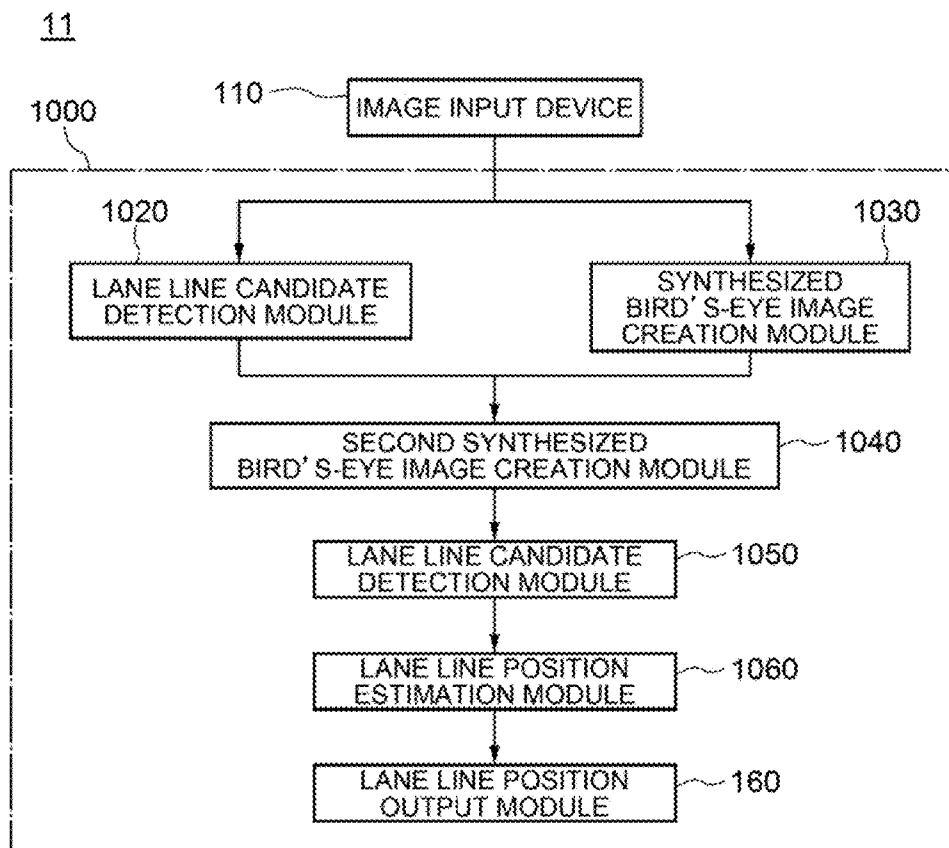 11
110
IMAGE INPUT DEVICE
1000
1020
1030
LANE LINE CANDIDATE
DETECTION MODULE
SYNTHESIZED
BIRD'S-EYE IMAGE
CREATION MODULE
SECOND SYNTHESIZED
BIRD'S-EYE IMAGE CREATION MODULE
1040
LANE LINE CANDIDATE
DETECTION MODULE
1050
LANE LINE POSITION
ESTIMATION MODULE
1060
LANE LINE POSITION
OUTPUT MODULE
160